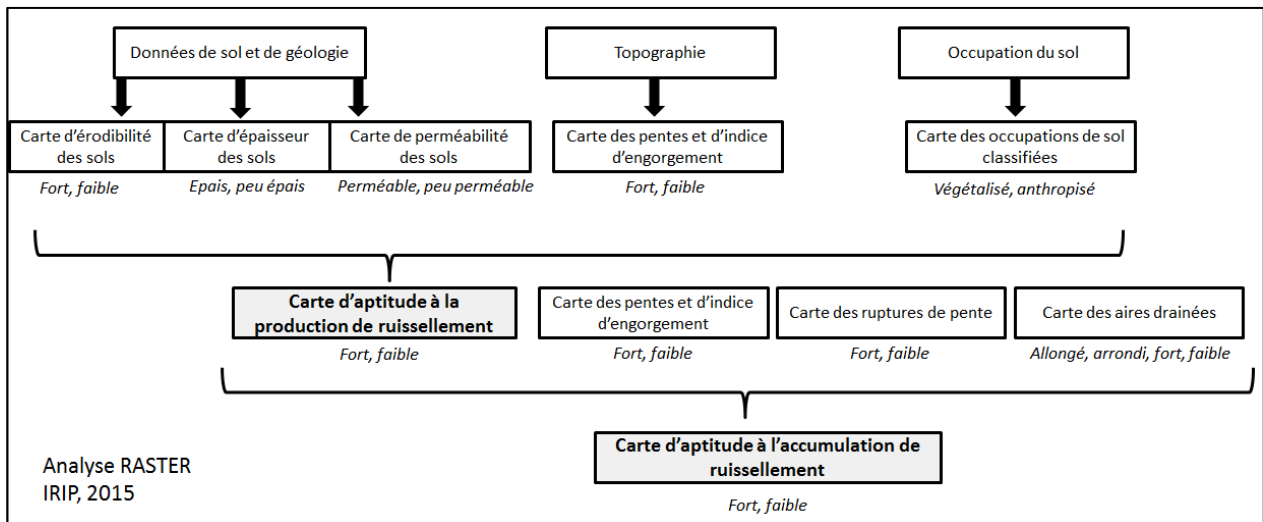 Données de sol et de géologie
Topographie
Occupation du sol
Carte d'érodibilité
des sols
Carte d'épaisseur
des sols
Carte de perméabilité
des sols
Carte des pentes et d'indice
d'engorgement
Carte des occupations de sol
classifiées
Fort, faible
Epais, peu épais
Perméable, peu perméable
Fort, faible
Végétalisé, anthropisé
Carte d'aptitude à la
production de ruissellement
Carte des pentes et d'indice
d'engorgement
Carte des ruptures de pente
Carte des aires drainées
Fort, faible
Fort, faible
Fort, faible
Allongé, arrondi, fort, faible
Carte d'aptitude à l'accumulation de
ruissellement
Fort, faible
Analyse RASTER
IRIP, 2015